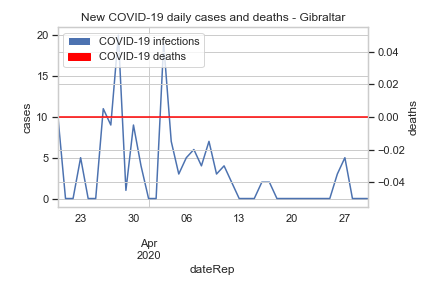 New COVID-19 daily cases and deaths - Gibraltar
COVID-19 infections
COVID-19 deaths
20
15
10
5
0
cases
0.04
0.02
0.00
−0.02
−0.04
deaths
23 30 06 13 20 27
Apr
2020
dateRep